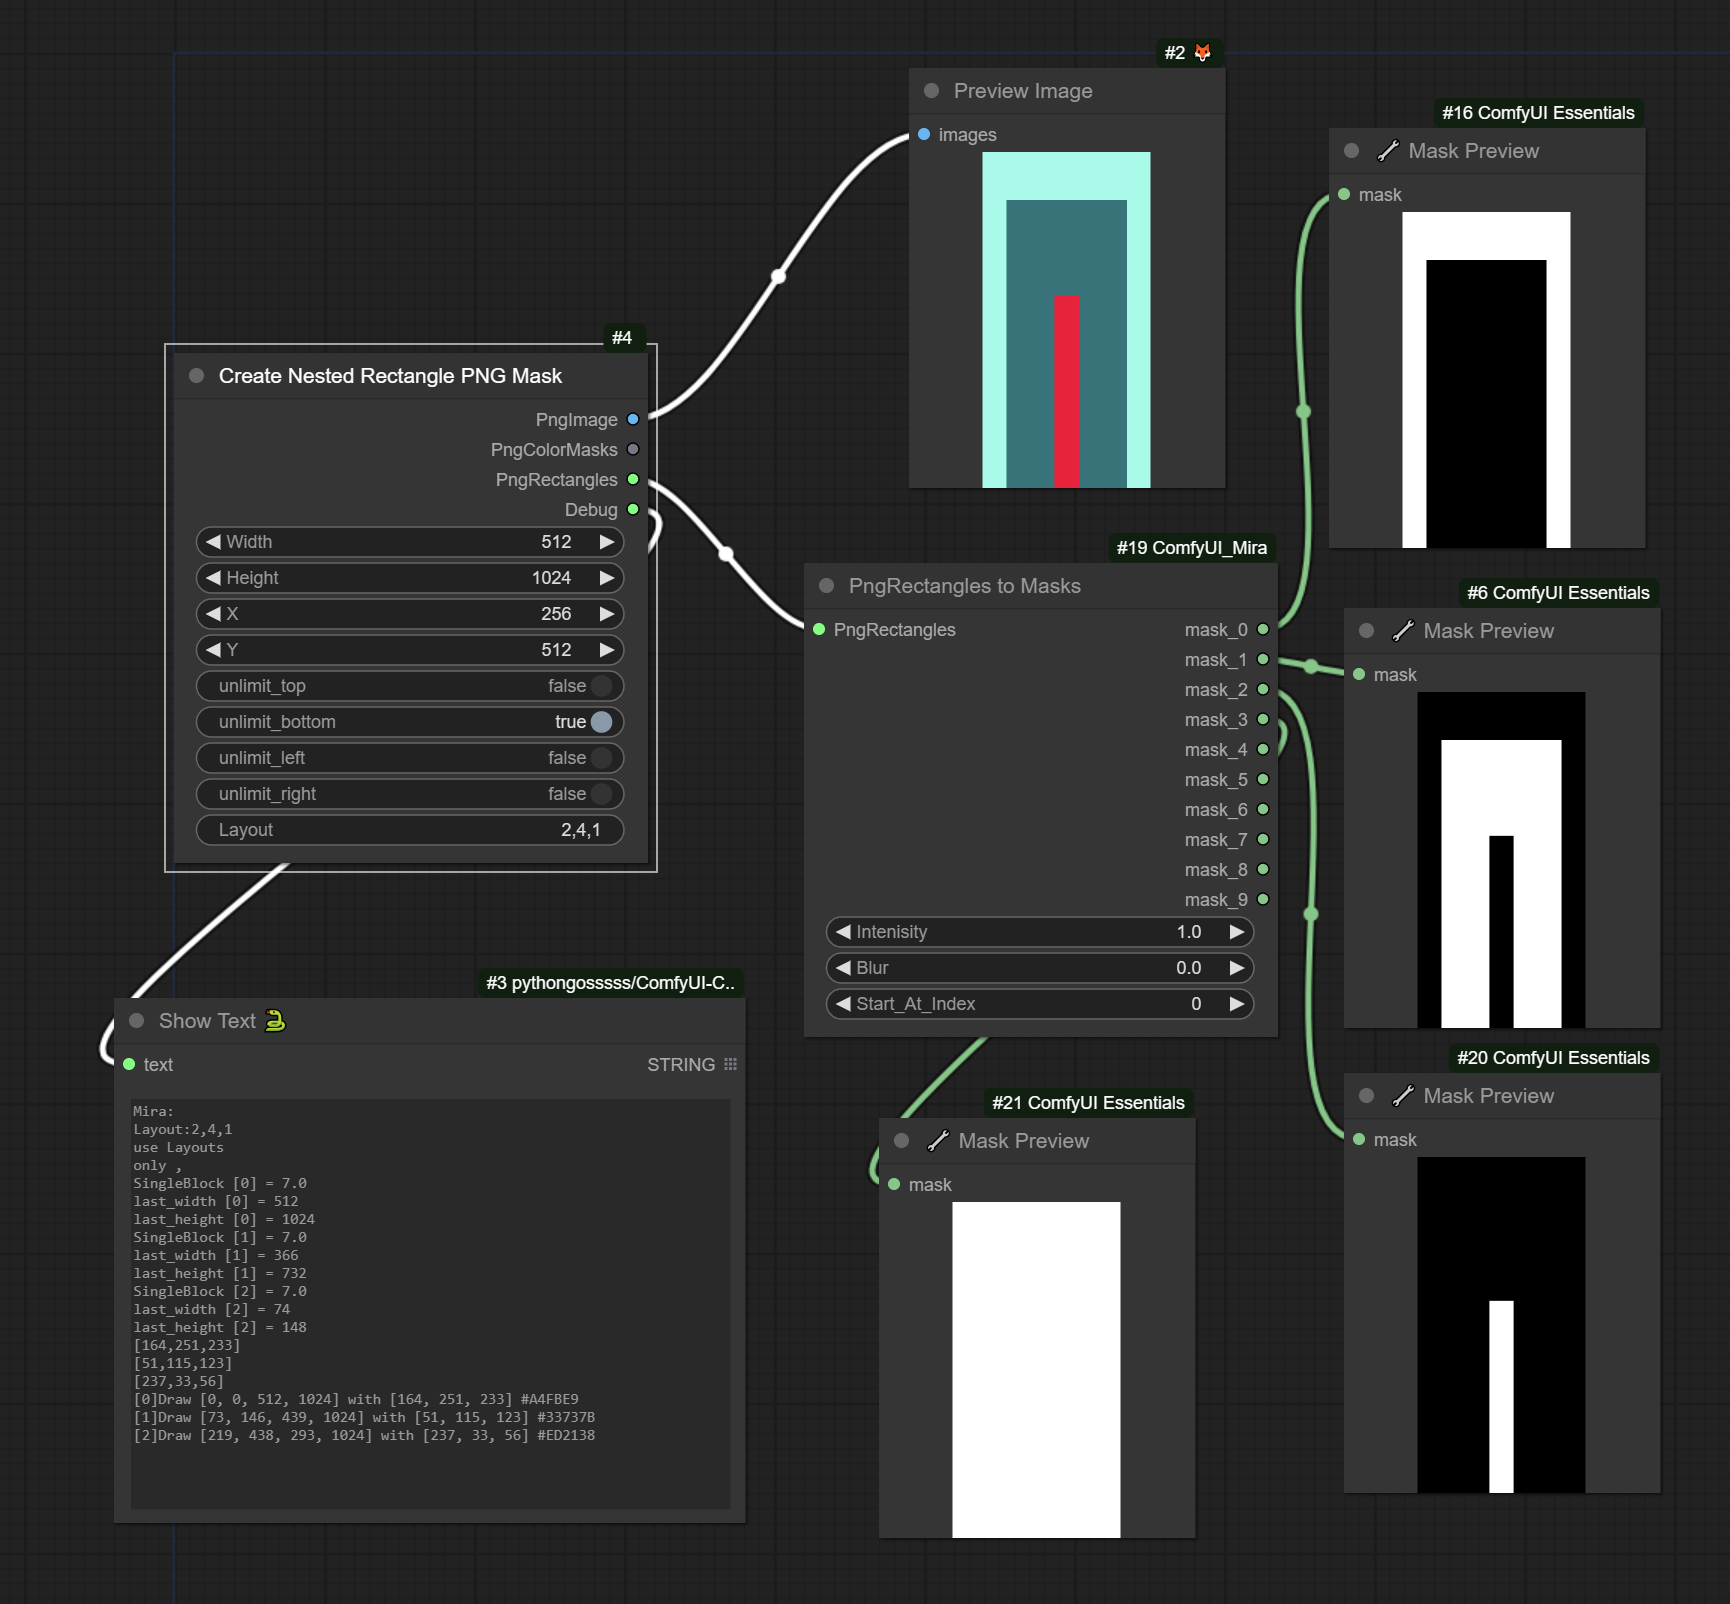 #2
Preview Image
images
#16 ComfyUI Essentials
Mask Preview
mask
#4
Create Nested Rectangle PNG Mask
PngImage
PngColorMasks
PngRectangles
Debug
Width 512
Height 1024
X 256
Y 512
unlimit_top false
unlimit_bottom true
unlimit_left false
unlimit_right false
Layout 2,4,1
#19 ComfyUI_Mira
PngRectangles to Masks
PngRectangles mask_0
mask_1
mask_2
mask_3
mask_4
mask_5
mask_6
mask_7
mask_8
mask_9
Intenisity 1.0
Blur 0.0
Start_At_Index 0
#6 ComfyUI Essentials
Mask Preview
mask
#3 pythongosssss/ComfyUI-C..
Show Text
text STRING
Mira:
Layout:2,4,1
use Layouts
only ,
SingleBlock [0] = 7.0
last_width [0] = 512
last_height [0] = 1024
SingleBlock [1] = 7.0
last_width [1] = 366
last_height [1] = 732
SingleBlock [2] = 7.0
last_width [2] = 74
last_height [2] = 148
[164,251,233]
[51,115,123]
[237,33,56]
[0]Draw [0, 0, 512, 1024] with [164, 251, 233] #A4FBE9
[1]Draw [73, 146, 439, 1024] with [51, 115, 123] #33737B
[2]Draw [219, 438, 293, 1024] with [237, 33, 56] #ED2138
#21 ComfyUI Essentials
Mask Preview
mask
#20 ComfyUI Essentials
Mask Preview
mask